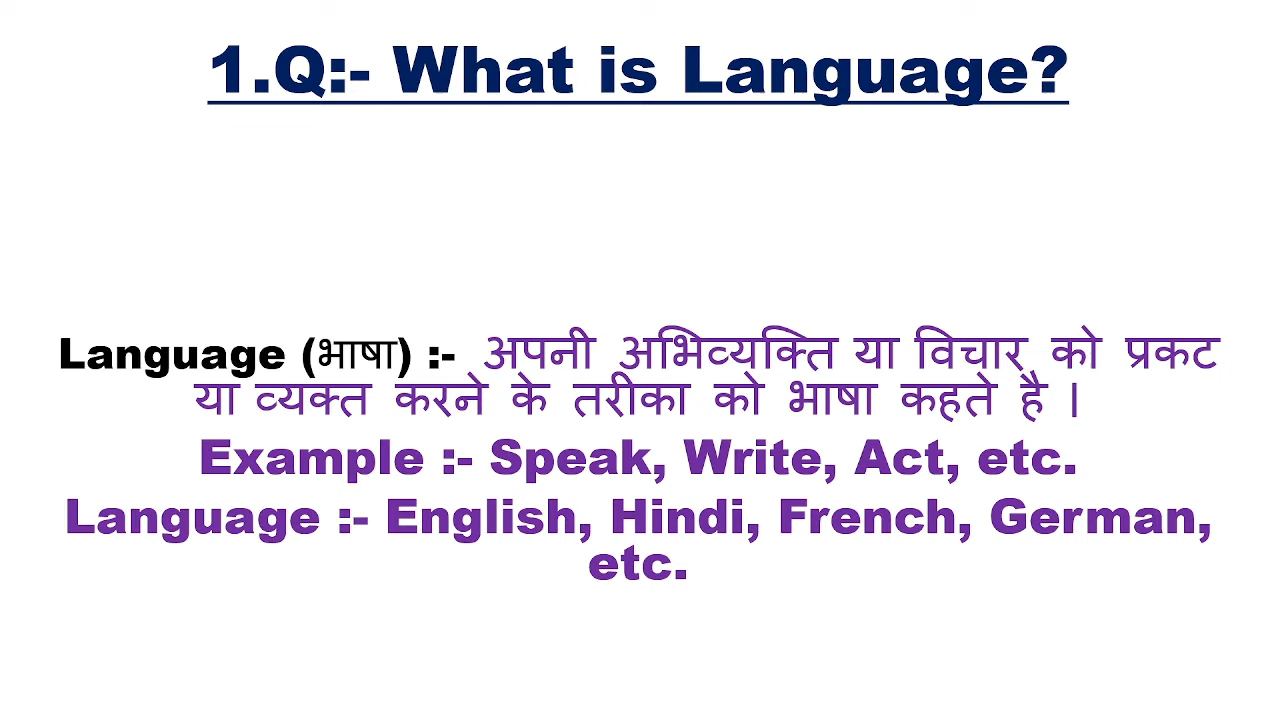 1.Q:- What is Language?
Language (भाषा) :- अपनी अभिव्यक्ति या विचार को प्रकट
या व्यक्त करने के तरीका को भाषा कहते है ।
Example :- Speak, Write, Act, etc.
Language :- English, Hindi, French, German,
etc.